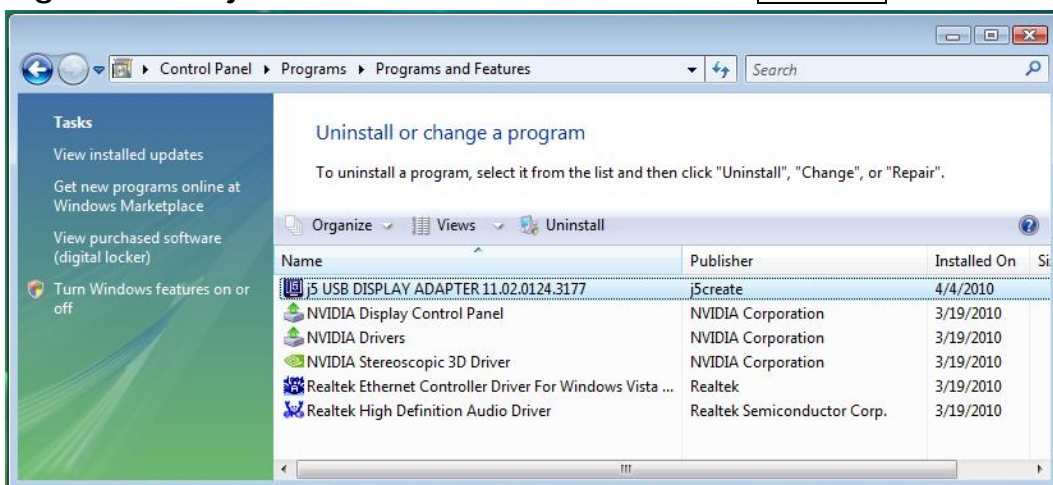 Control Panel ▸ Programs ▸ Programs and Features
Search
Tasks
View installed updates
Get new programs online at
Windows Marketplace
View purchased software
(digital locker)
Turn Windows features on or
off
Uninstall or change a program
To uninstall a program, select it from the list and then click "Uninstall", "Change", or "Repair".
Organize Views Uninstall
Name Publisher Installed On Si
j5 USB DISPLAY ADAPTER 11.02.0124.3177 j5create 4/4/2010
NVIDIA Display Control Panel NVIDIA Corporation 3/19/2010
NVIDIA Drivers NVIDIA Corporation 3/19/2010
NVIDIA Stereoscopic 3D Driver NVIDIA Corporation 3/19/2010
Realtek Ethernet Controller Driver For Windows Vista ... Realtek 3/19/2010
Realtek High Definition Audio Driver Realtek Semiconductor Corp. 3/19/2010